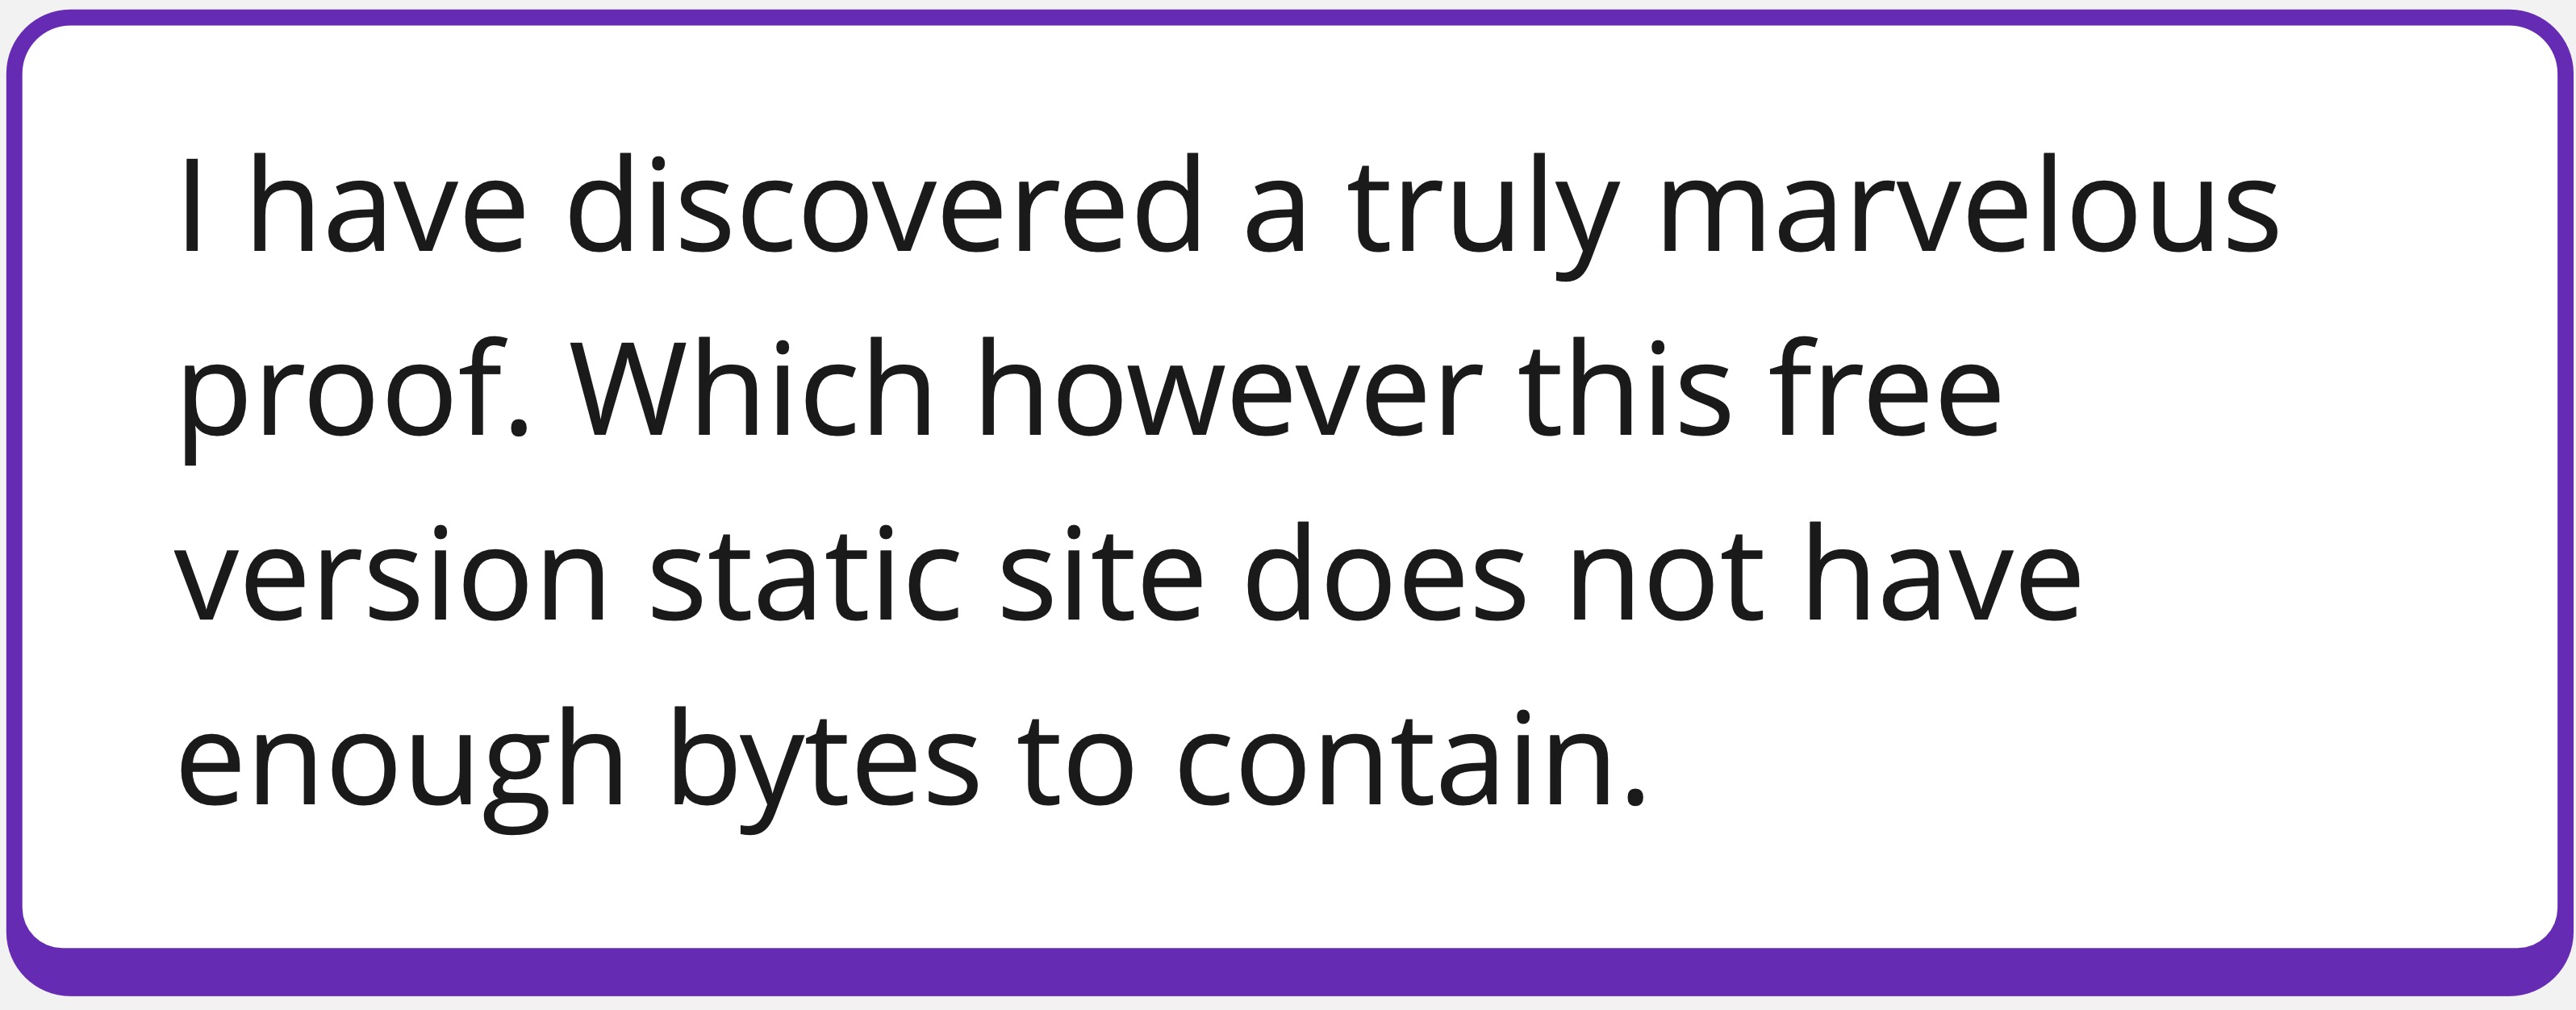 I have discovered a truly marvelous
proof. Which however this free
version static site does not have
enough bytes to contain.